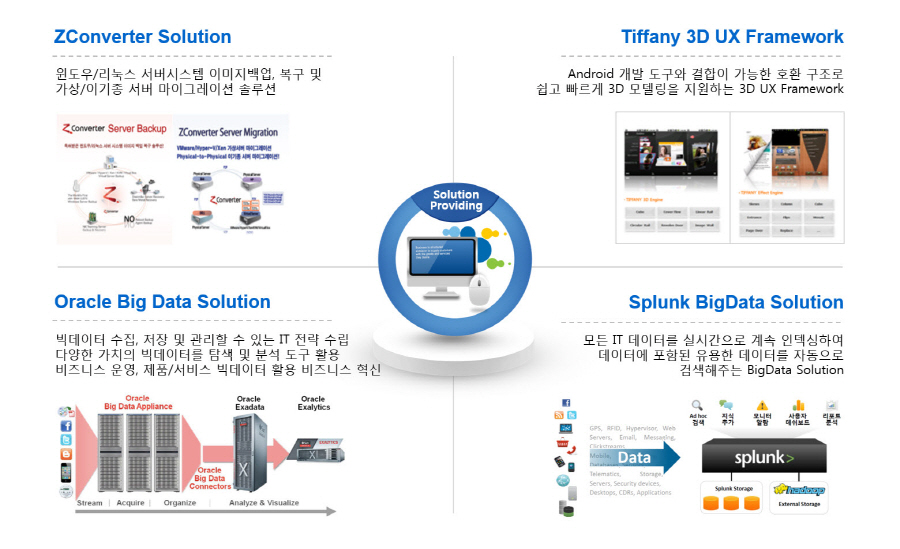 ZConverter Solution
윈도우/리눅스 서버시스템 이미지백업, 복구 및
가상/이기종 서버 마이그레이션 솔루션
ZConverter Server Backup
ZConverter Server Migration
VMware/Hyper-V/Xen 가상서버 마이그레이션
Physical-to-Physical 이기종 서버 마이그레이션!
ZConverter
NO
Tiffany 3D UX Framework
Android 개발 도구와 결합이 가능한 호환 구조로
쉽고 빠르게 3D 모델링을 지원하는 3D UX Framework
Solution
Providing
Oracle Big Data Solution
빅데이터 수집, 저장 및 관리할 수 있는 IT 전략 수립
다양한 가치의 빅데이터를 탐색 및 분석 도구 활용
비즈니스 운영, 제품/서비스 빅데이터 활용 비즈니스 혁신
Oracle
Big Data Appliance
Oracle
Exadata
Oracle
Exalytics
Oracle
Big Data
Connectors
Stream
Acquire
Organize
Analyze & Visualize
Splunk BigData Solution
모든 IT 데이터를 실시간으로 계속 인덱싱하여
데이터에 포함된 유용한 데이터를 자동으로
검색해주는 BigData Solution
Ad hoc
검색
지식
추가
모니터
알람
사용자
대쉬보드
리포트
분석
GPS, RFID, Hypervisor, Web
Servers, Email, Messaging,
Mobile,
Data
Telematics, Storage,
Servers, Security devices,
Desktops, CDRs, Applications
splunk>
Splunk Storage
hadoop
External Storage